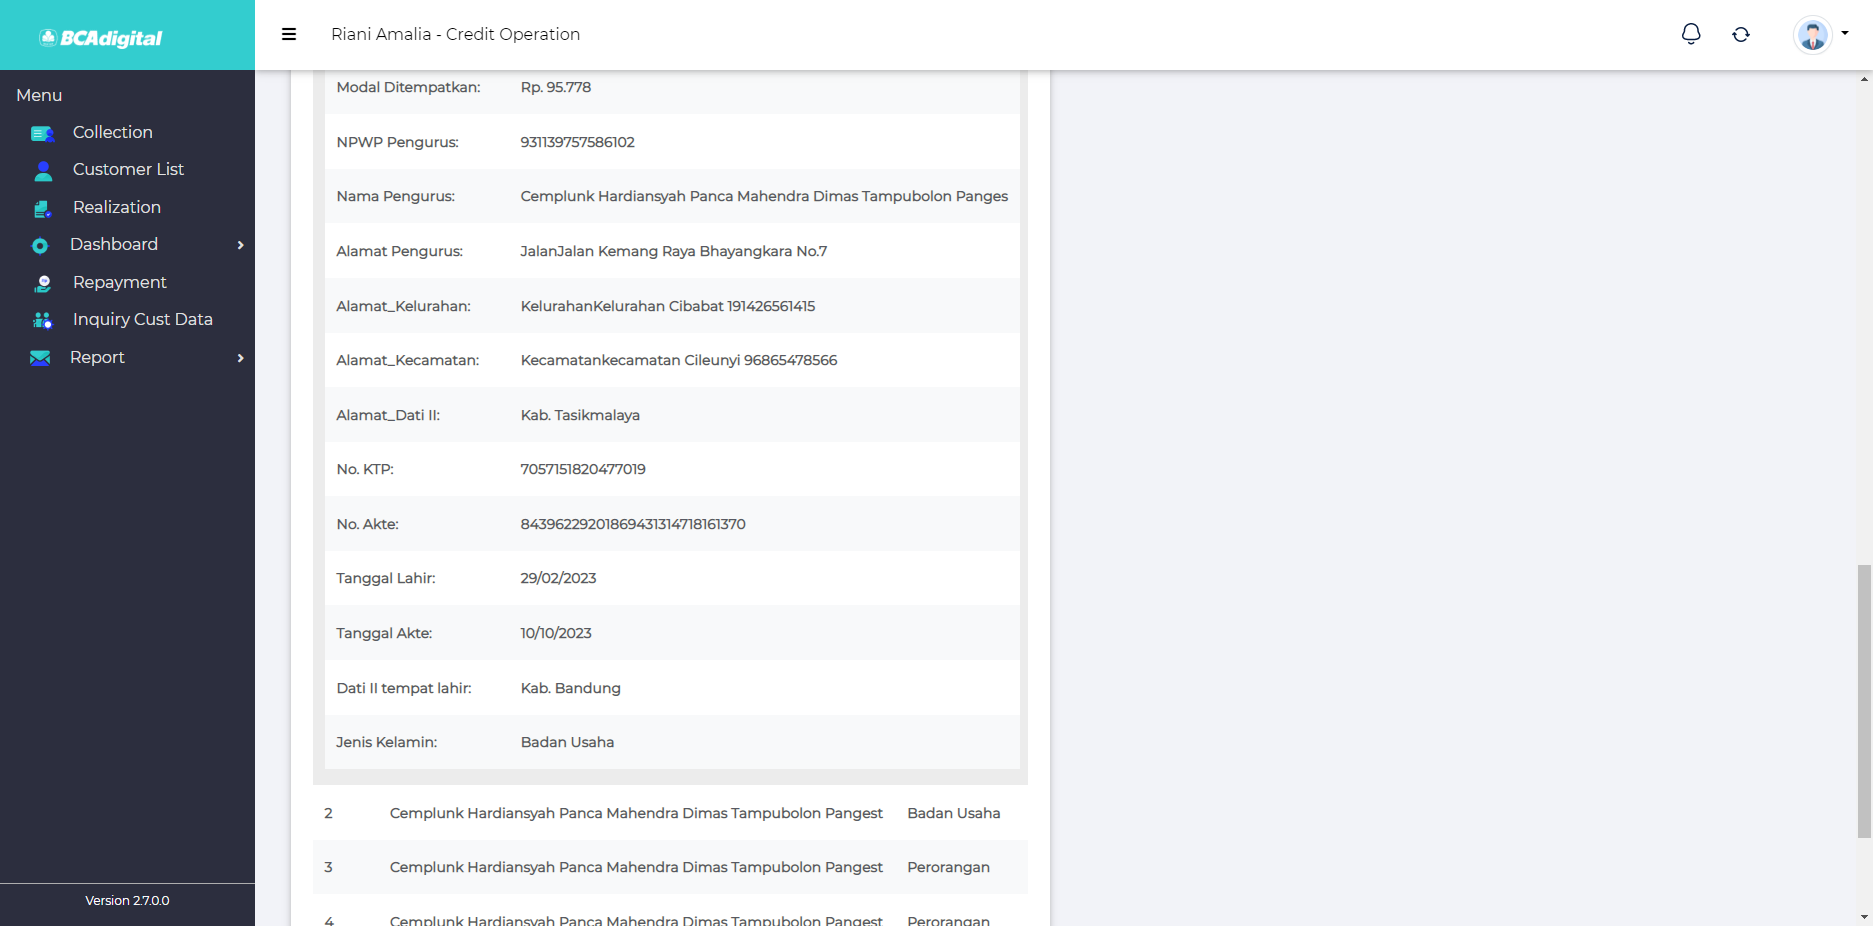 BCAdigital
Riani Amalia - Credit Operation
Menu
Collection
Customer List
Realization
Dashboard
Repayment
Inquiry Cust Data
Report
Version 2.7.0.0
Modal Ditempatkan: Rp. 95.778
NPWP Pengurus: 931139757586102
Nama Pengurus: Cemplunk Hardiansyah Panca Mahendra Dimas Tampubolon Panges
Alamat Pengurus: JalanJalan Kemang Raya Bhayangkara No.7
Alamat_Kelurahan: KelurahanKelurahan Cibabat 191426561415
Alamat_Kecamatan: Kecamatankecamatan Cileunyi 96865478566
Alamat_Dati II: Kab. Tasikmalaya
No. KTP: 7057151820477019
No. Akte: 84396229201869431314718161370
Tanggal Lahir: 29/02/2023
Tanggal Akte: 10/10/2023
Dati II tempat lahir: Kab. Bandung
Jenis Kelamin: Badan Usaha
2 Cemplunk Hardiansyah Panca Mahendra Dimas Tampubolon Pangest Badan Usaha
3 Cemplunk Hardiansyah Panca Mahendra Dimas Tampubolon Pangest Perorangan
4 Cemplunk Hardiansyah Panca Mahendra Dimas Tampubolon Pangest Perorangan